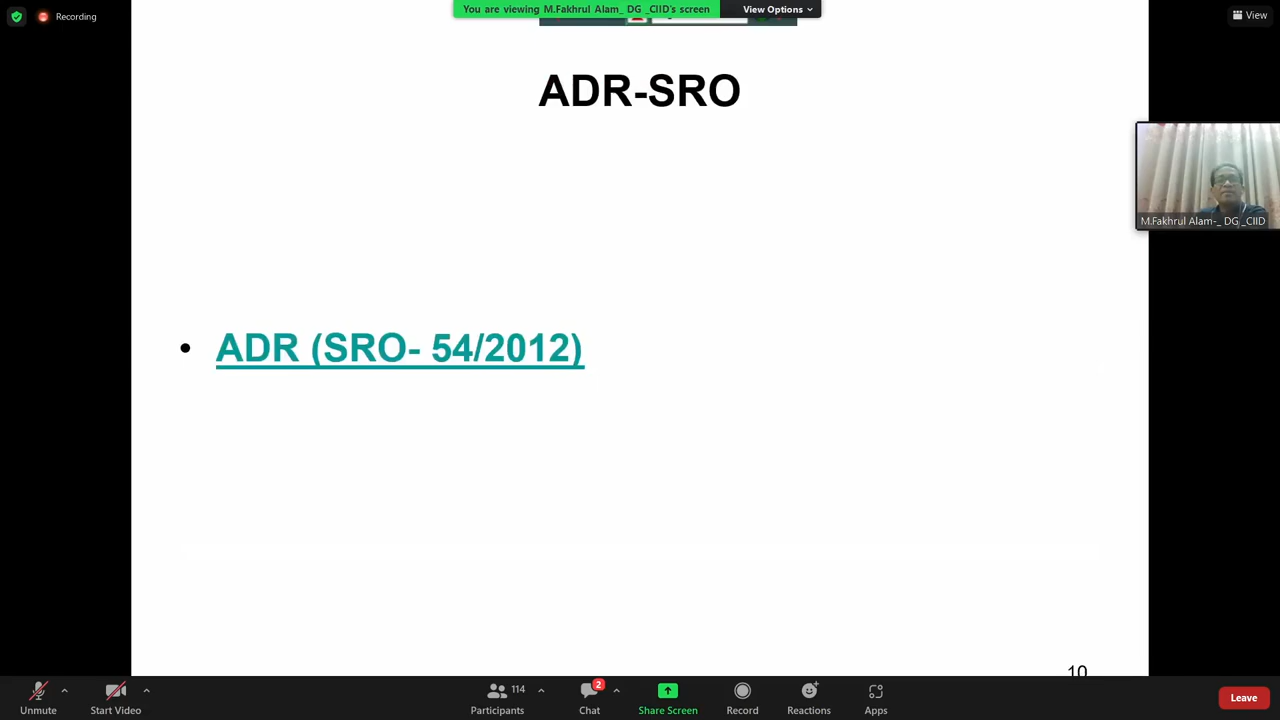 Recording
You are viewing M.Fakhrul Alam_ DG _CIID's screen
View Options
View
ADR-SRO
M.Fakhrul Alam-_ DG _CIID
• ADR (SRO- 54/2012)
10
Unmute
Start Video
114
Participants
2
Chat
Share Screen
Record
Reactions
Apps
Leave